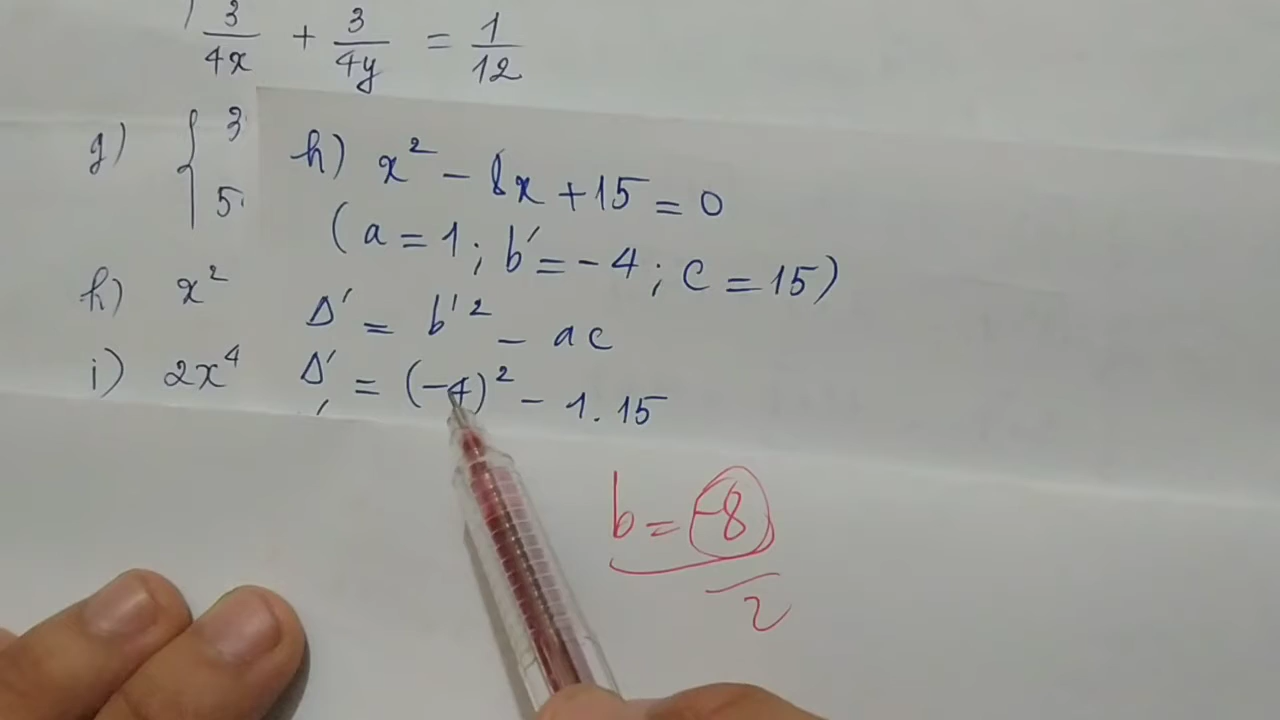 ) 3/4x + 3/4y = 1/12
g) { 3
5
h) x²
i) 2x⁴
h) x² - 8x + 15 = 0
(a = 1 ; b' = -4 ; c = 15)
Δ' = b'² - ac
Δ' = (-4)² - 1.15
b = -8
2